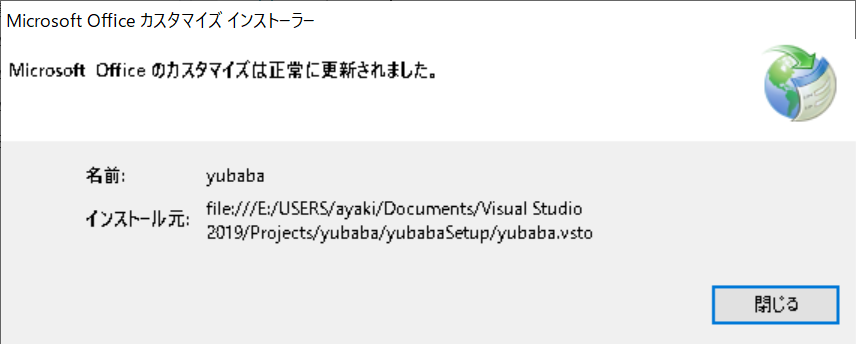 Microsoft Office カスタマイズ インストーラー
Microsoft Office のカスタマイズは正常に更新されました。
名前: yubaba
インストール元: file:///E:/USERS/ayaki/Documents/Visual Studio
2019/Projects/yubaba/yubabaSetup/yubaba.vsto
閉じる